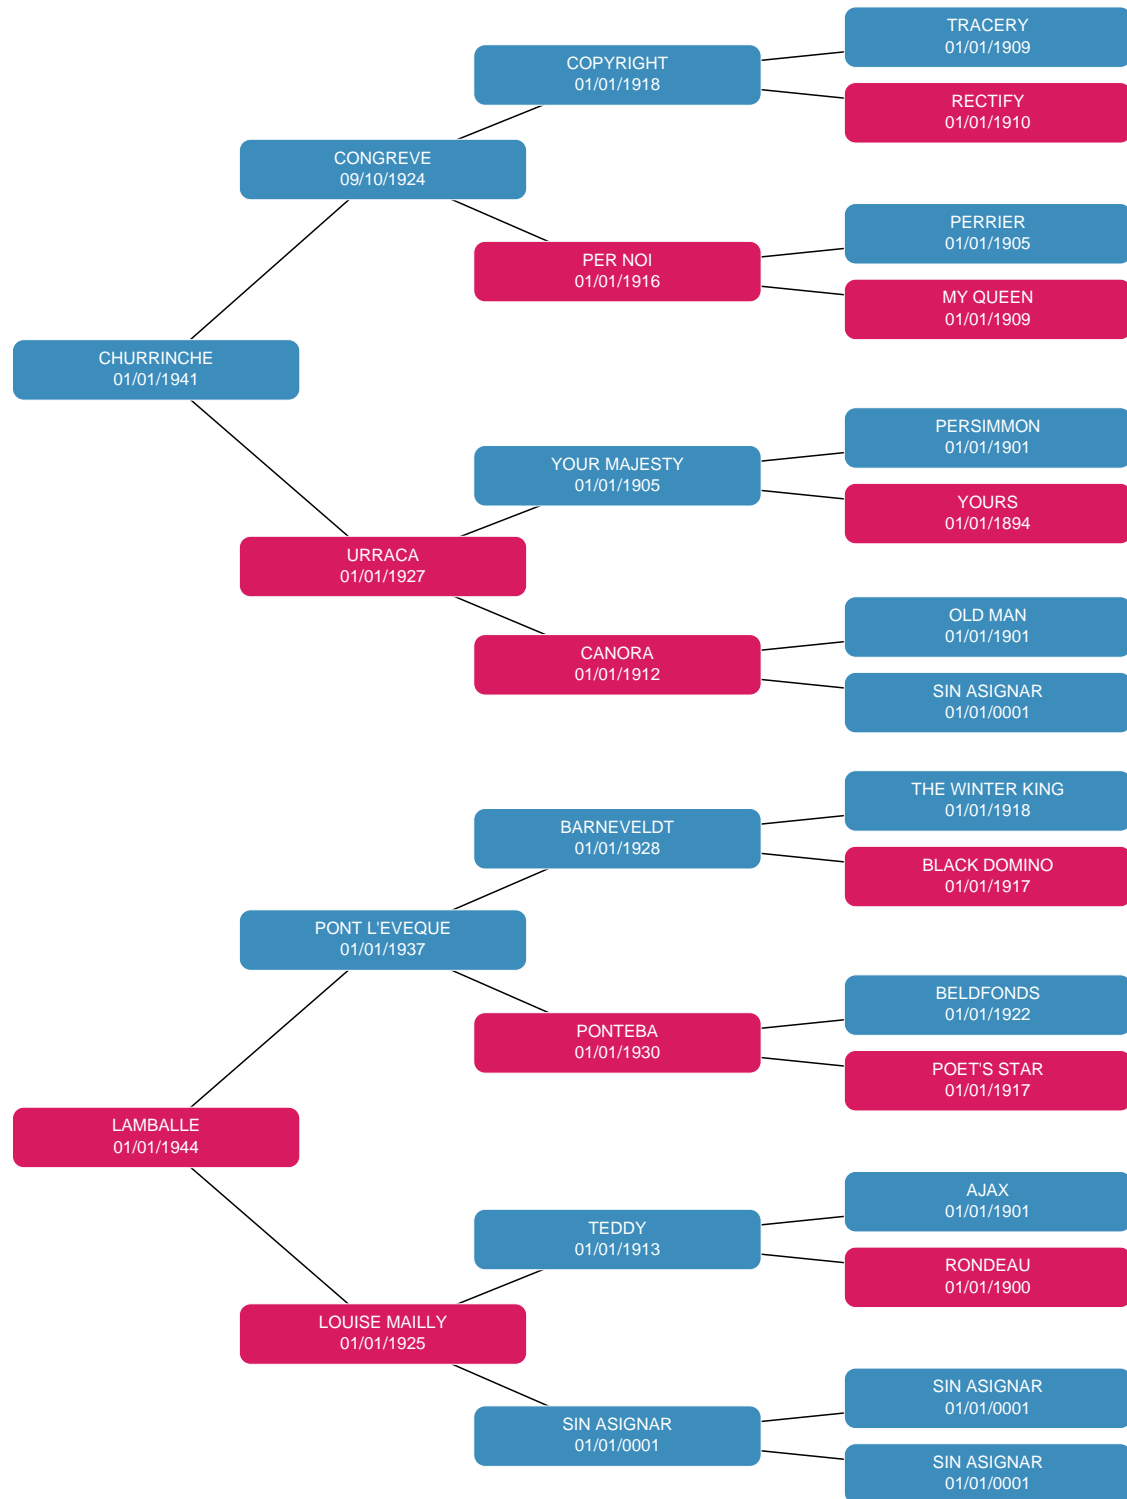 TRACERY
01/01/1909
COPYRIGHT
01/01/1918
RECTIFY
01/01/1910
CONGREVE
09/10/1924
PERRIER
01/01/1905
PER NOI
01/01/1916
MY QUEEN
01/01/1909
CHURRINCHE
01/01/1941
PERSIMMON
01/01/1901
YOUR MAJESTY
01/01/1905
YOURS
01/01/1894
URRACA
01/01/1927
OLD MAN
01/01/1901
CANORA
01/01/1912
SIN ASIGNAR
01/01/0001
THE WINTER KING
01/01/1918
BARNEVELDT
01/01/1928
BLACK DOMINO
01/01/1917
PONT L'EVEQUE
01/01/1937
BELDFONDS
01/01/1922
PONTEBA
01/01/1930
POET'S STAR
01/01/1917
LAMBALLE
01/01/1944
AJAX
01/01/1901
TEDDY
01/01/1913
RONDEAU
01/01/1900
LOUISE MAILLY
01/01/1925
SIN ASIGNAR
01/01/0001
SIN ASIGNAR
01/01/0001
SIN ASIGNAR
01/01/0001